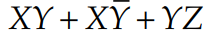 XY + XY̅ + YZ